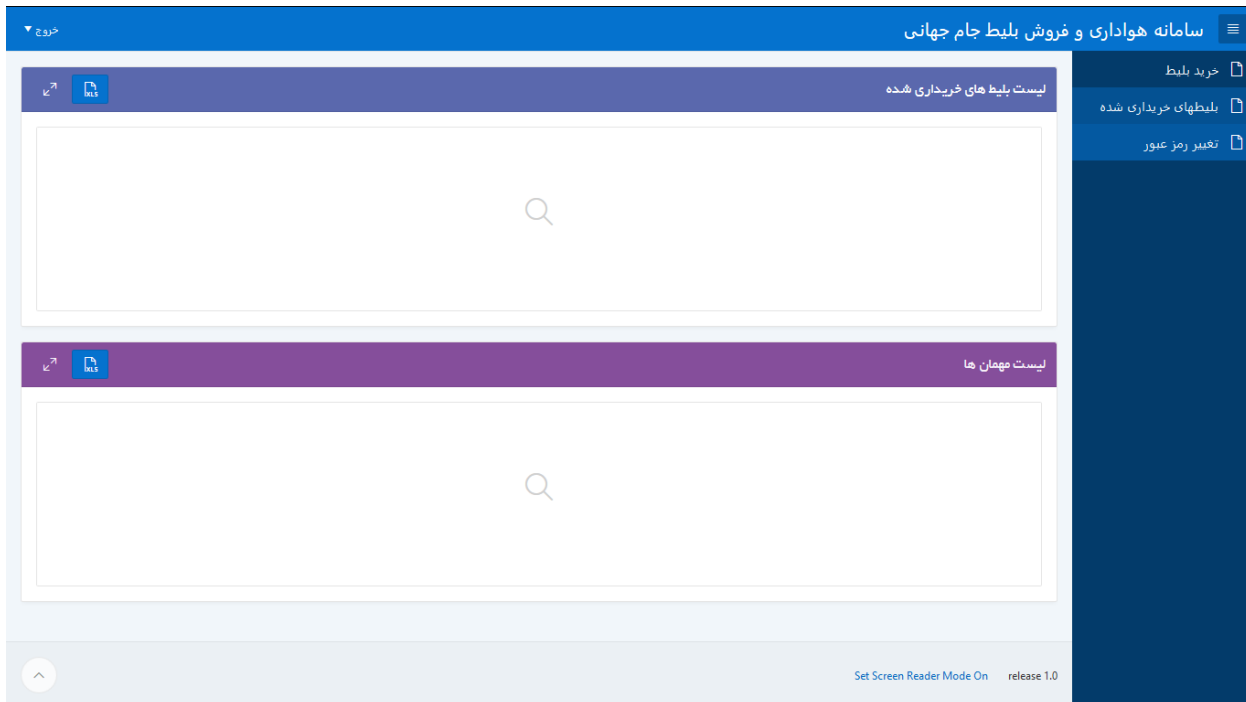 سامانه هواداری و فروش بلیط جام جهانی
خروج
خرید بلیط
بلیطهای خریداری شده
تغییر رمز عبور
لیست بلیط های خریداری شده
XLS
لیست مهمان ها
XLS
release 1.0
Set Screen Reader Mode On